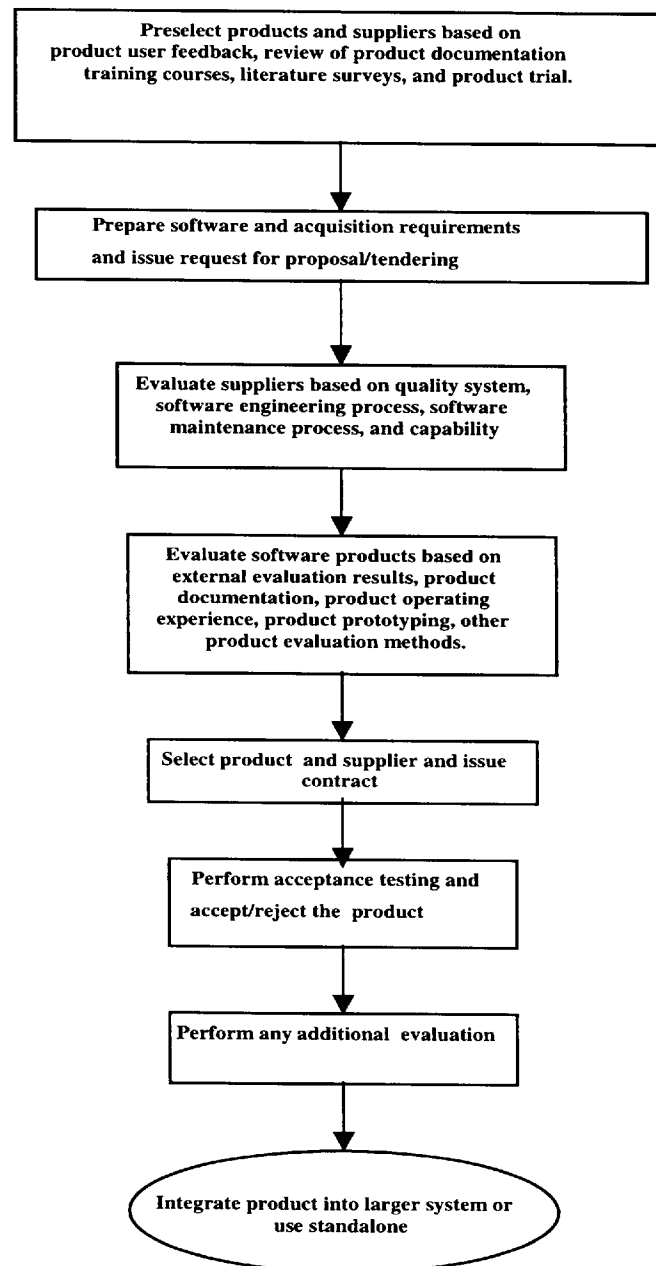 Preselect products and suppliers based on
product user feedback, review of product documentation
training courses, literature surveys, and product trial.
Prepare software and acquisition requirements
and issue request for proposal/tendering
Evaluate suppliers based on quality system,
software engineering process, software
maintenance process, and capability
Evaluate software products based on
external evaluation results, product
documentation, product operating
experience, product prototyping, other
product evaluation methods.
Select product and supplier and issue
contract
Perform acceptance testing and
accept/reject the product
Perform any additional evaluation
Integrate product into larger system or
use standalone